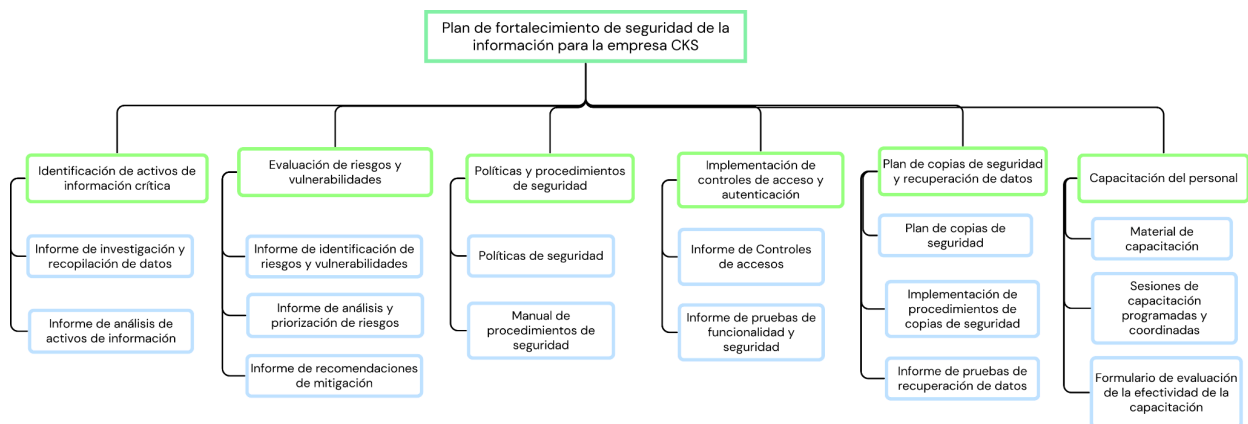 Plan de fortalecimiento de seguridad de la
información para la empresa CKS
Identificación de activos de
información crítica
Informe de investigación y
recopilación de datos
Informe de análisis de
activos de información
Evaluación de riesgos y
vulnerabilidades
Informe de identificación de
riesgos y vulnerabilidades
Informe de análisis y
priorización de riesgos
Informe de recomendaciones
de mitigación
Políticas y procedimientos
de seguridad
Políticas de seguridad
Manual de
procedimientos de
seguridad
Implementación de
controles de acceso y
autenticación
Informe de Controles
de accesos
Informe de pruebas de
funcionalidad y
seguridad
Plan de copias de seguridad
y recuperación de datos
Plan de copias de
seguridad
Implementación de
procedimientos de
copias de seguridad
Informe de pruebas de
recuperación de datos
Capacitación del personal
Material de
capacitación
Sesiones de
capacitación
programadas y
coordinadas
Formulario de evaluación
de la efectividad de la
capacitación